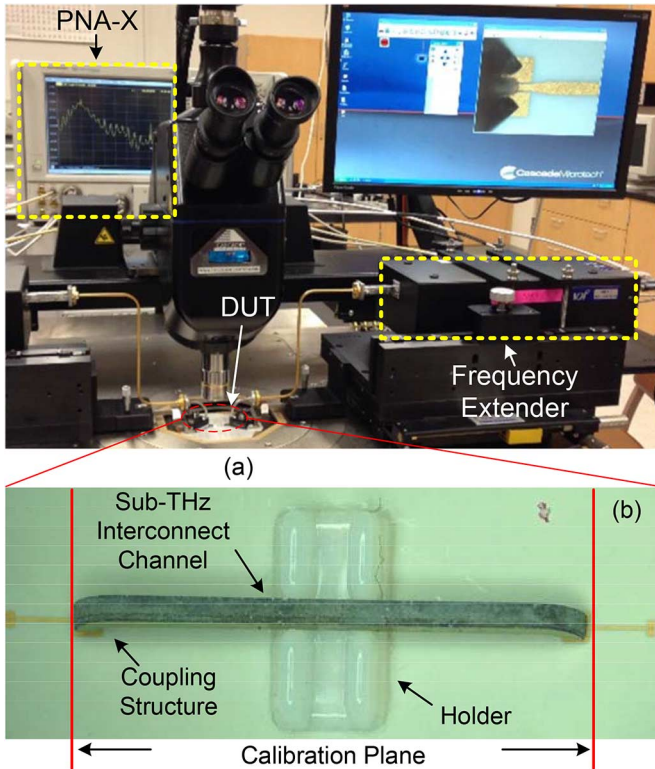 PNA-X
CASCADE MICROTECH
DUT
Frequency
Extender
(a)
Sub-THz
Interconnect
Channel
(b)
Coupling
Structure
Holder
Calibration Plane